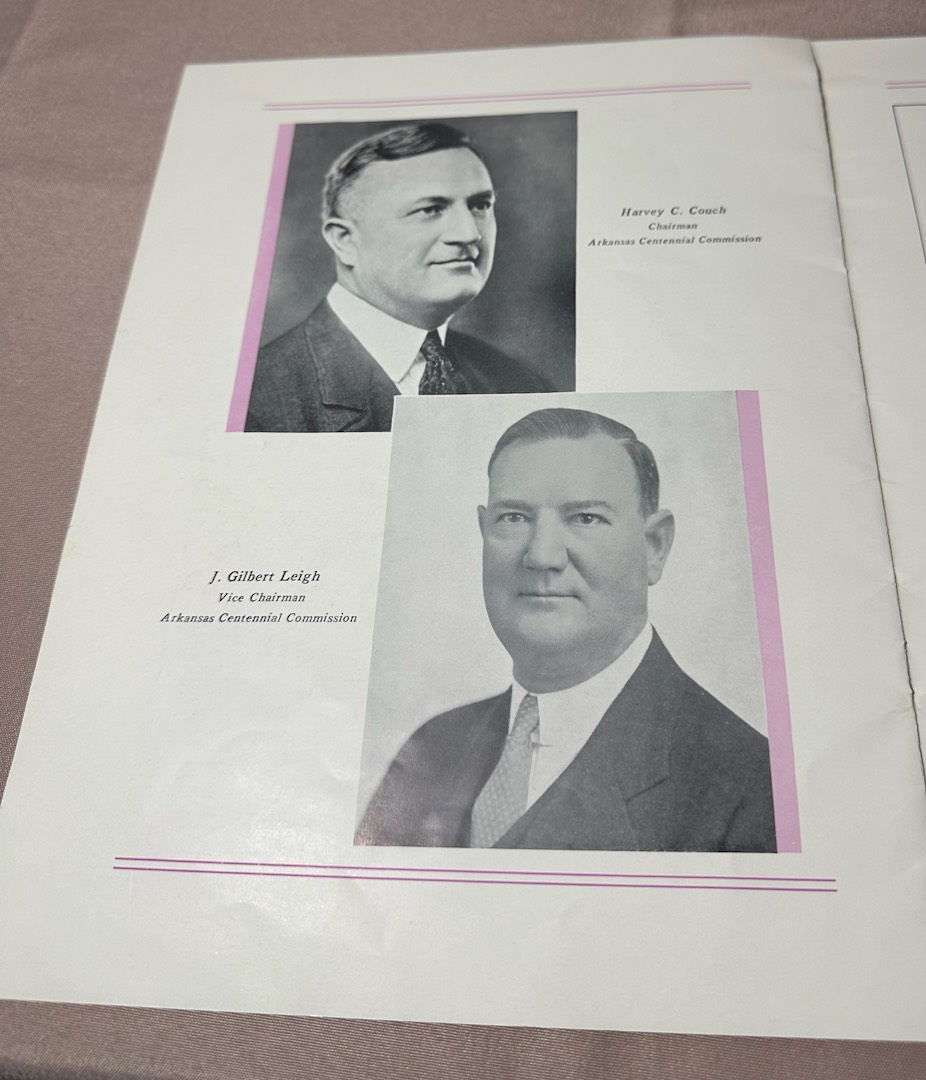 Harvey C. Couch
Chairman
Arkansas Centennial Commission
J. Gilbert Leigh
Vice Chairman
Arkansas Centennial Commission